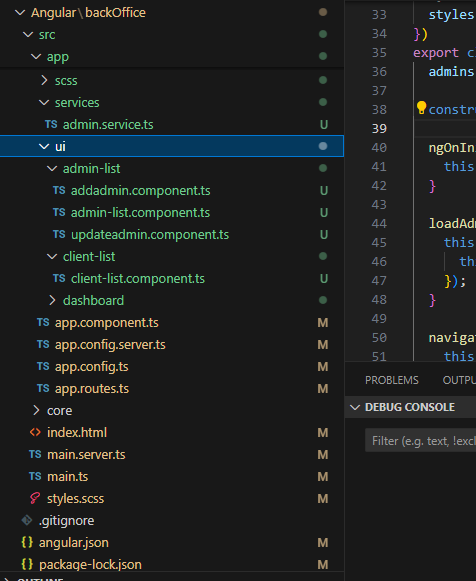 Angular\backOffice
src
app
scss
services
TS admin.service.ts U
ui
admin-list
addadmin.component.ts U
admin-list.component.ts U
updateadmin.component.ts U
client-list
client-list.component.ts U
dashboard
TS app.component.ts M
TS app.config.server.ts M
TS app.config.ts M
TS app.routes.ts M
core
<> index.html M
TS main.server.ts M
TS main.ts M
styles.scss M
.gitignore
{} angular.json M
{} package-lock.json M
33 styles
34 })
35 export c
36 admins
37
38 constr
39
40 ngOnIn
41 this
42 }
43
44 loadAd
45 this
46 th
47 });
48 }
49
50 navigat
51 this
PROBLEMS OUTPU
DEBUG CONSOLE
Filter (e.g. text, !excl